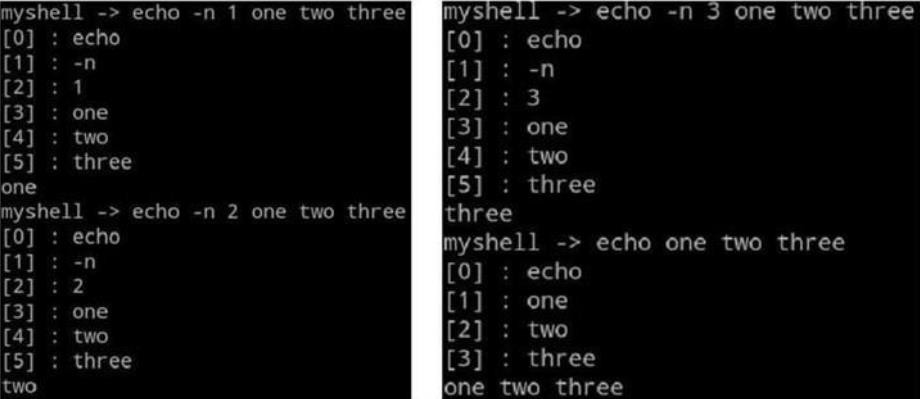 myshell -> echo -n 1 one two three
[0] : echo
[1] : -n
[2] : 1
[3] : one
[4] : two
[5] : three
one
myshell -> echo -n 2 one two three
[0] : echo
[1] : -n
[2] : 2
[3] : one
[4] : two
[5] : three
two
myshell -> echo -n 3 one two three
[0] : echo
[1] : -n
[2] : 3
[3] : one
[4] : two
[5] : three
three
myshell -> echo one two three
[0] : echo
[1] : one
[2] : two
[3] : three
one two three